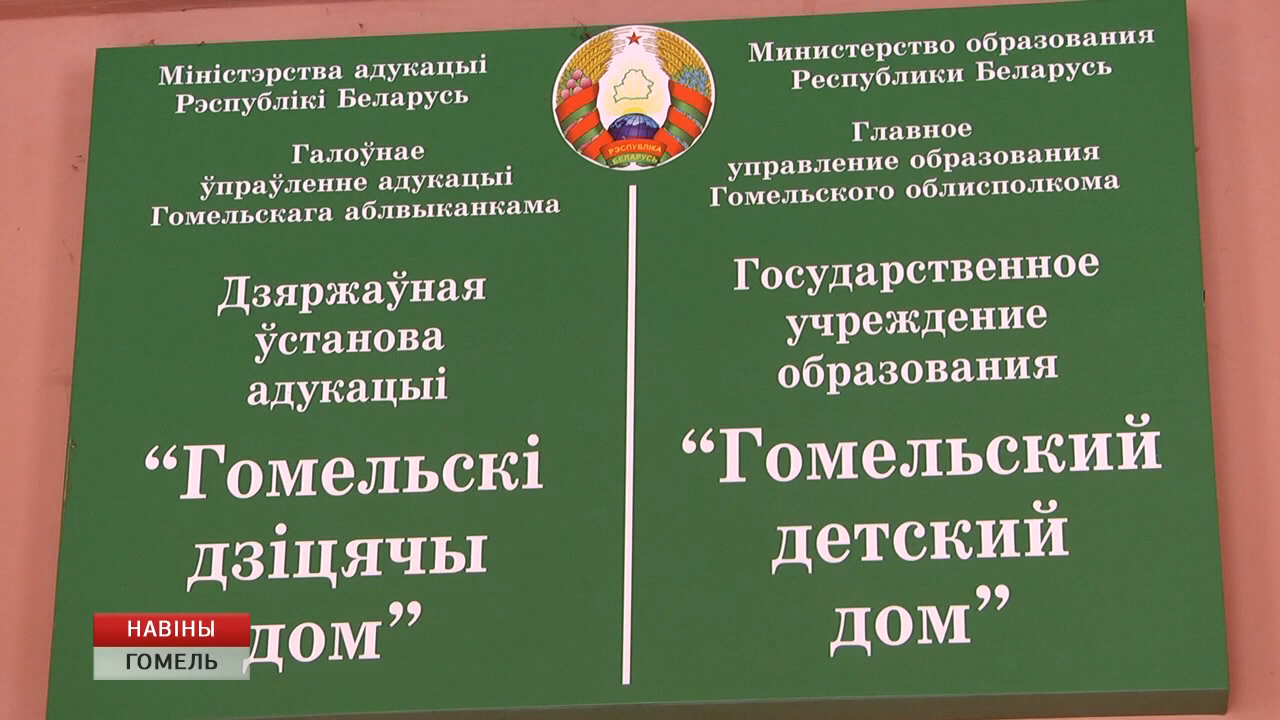 Міністэрства адукацыі
Рэспублікі Беларусь
Галоўнае
ўпраўленне адукацыі
Гомельскага аблвыканкама
Дзяржаўная
ўстанова
адукацыі
“Гомельскі
дзіцячы
дом”
РЭСПУБЛІКА
БЕЛАРУСЬ
Министерство образования
Республики Беларусь
Главное
управление образования
Гомельского облисполкома
Государственное
учреждение
образования
“Гомельский
детский
дом”
НАВІНЫ
ГОМЕЛЬ